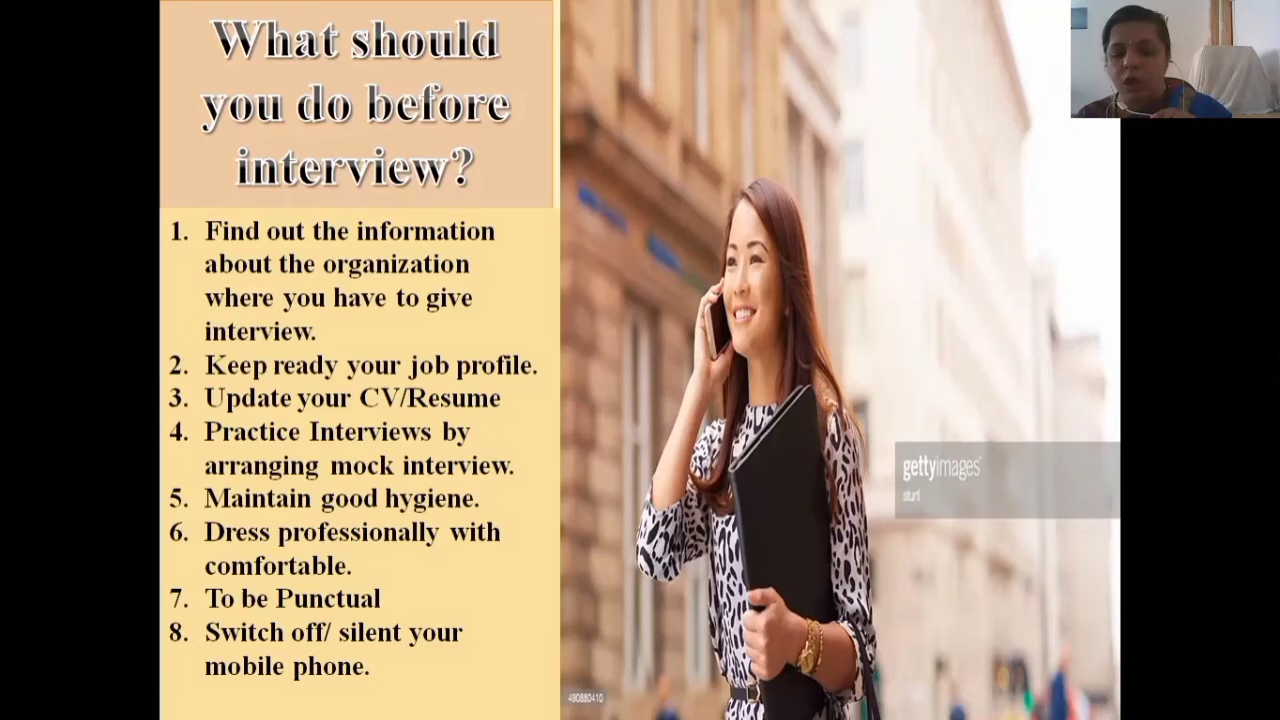 What should
you do before
interview?
1. Find out the information
about the organization
where you have to give
interview.
2. Keep ready your job profile.
3. Update your CV/Resume
4. Practice Interviews by
arranging mock interview.
5. Maintain good hygiene.
6. Dress professionally with
comfortable.
7. To be Punctual
8. Switch off/ silent your
mobile phone.
gettyimages
sturti
490880410